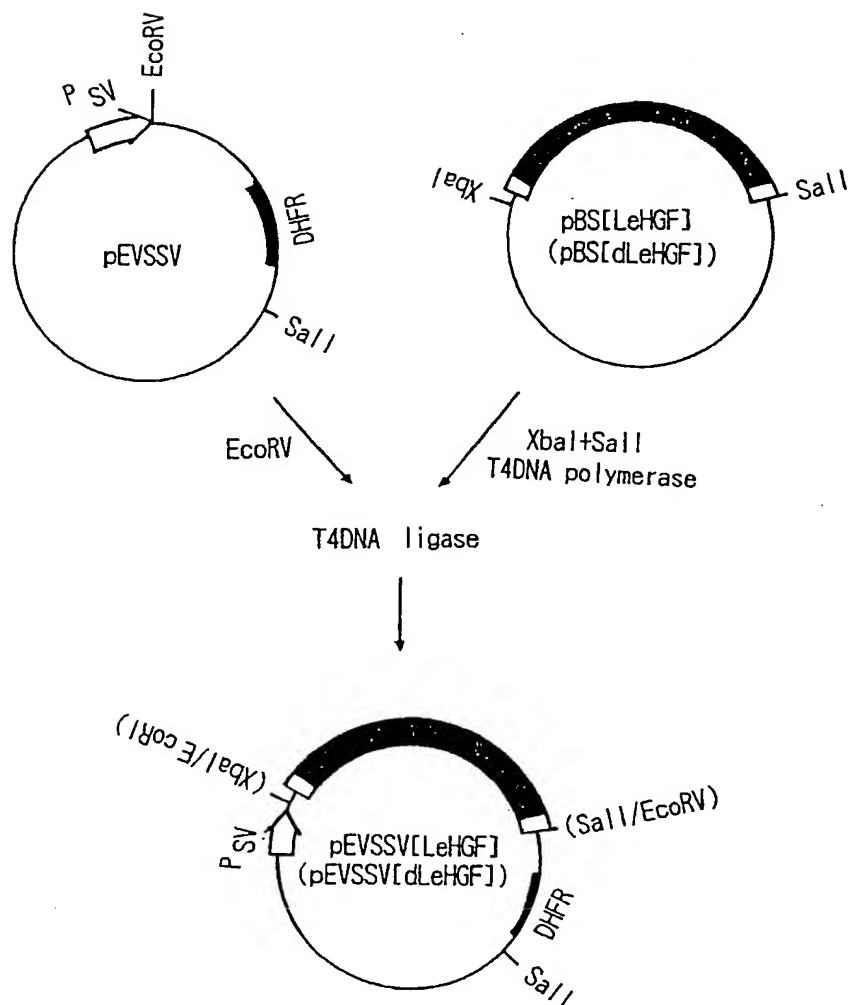 EcoRV
P SV
DHFR
pEVSSV
SalI
XbaI
SalI
pBS[LeHGF]
(pBS[dLeHGF])
EcoRV
XbaI+SalI
T4DNA polymerase
T4DNA ligase
(XbaI/EcoRI)
(SalI/EcoRV)
P SV
pEVSSV[LeHGF]
(pEVSSV[dLeHGF])
DHFR
SalI